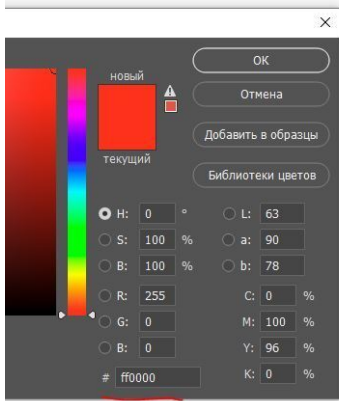 новый
ОК
Отмена
текущий
Добавить в образцы
Библиотеки цветов
H: 0 °
L: 63
S: 100 %
a: 90
B: 100 %
b: 78
R: 255
C: 0 %
G: 0
M: 100 %
B: 0
Y: 96 %
# ff0000
K: 0 %